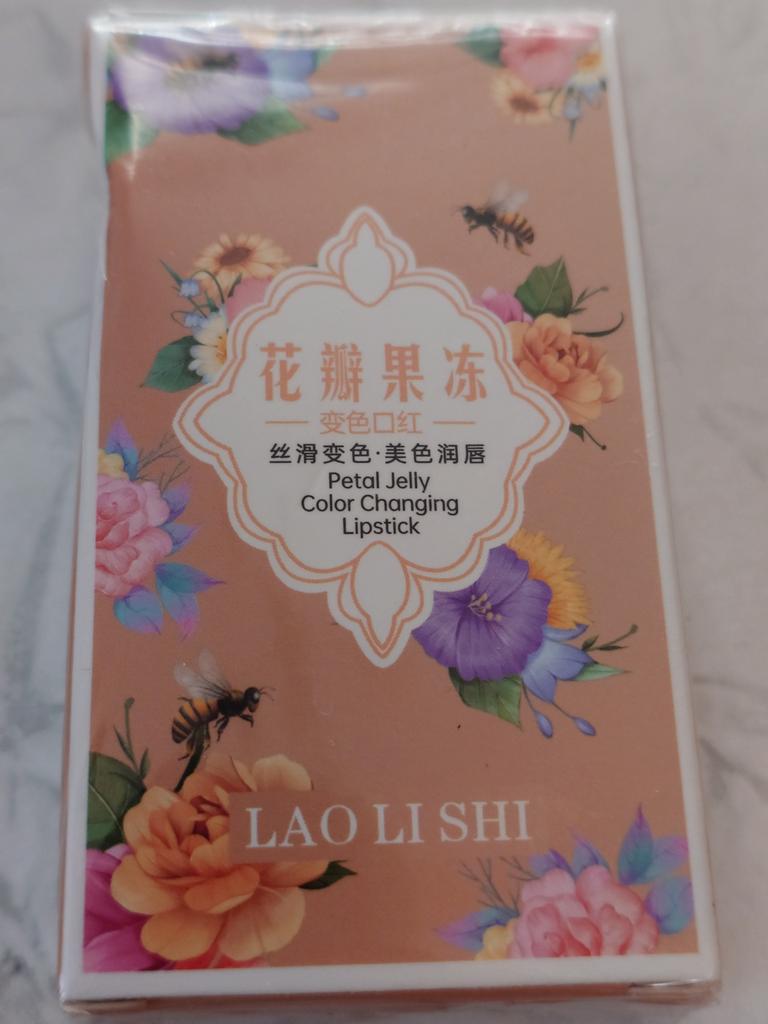 花瓣果冻
变色口红
丝滑变色·美色润唇
Petal Jelly
Color Changing
Lipstick
LAO LI SHI